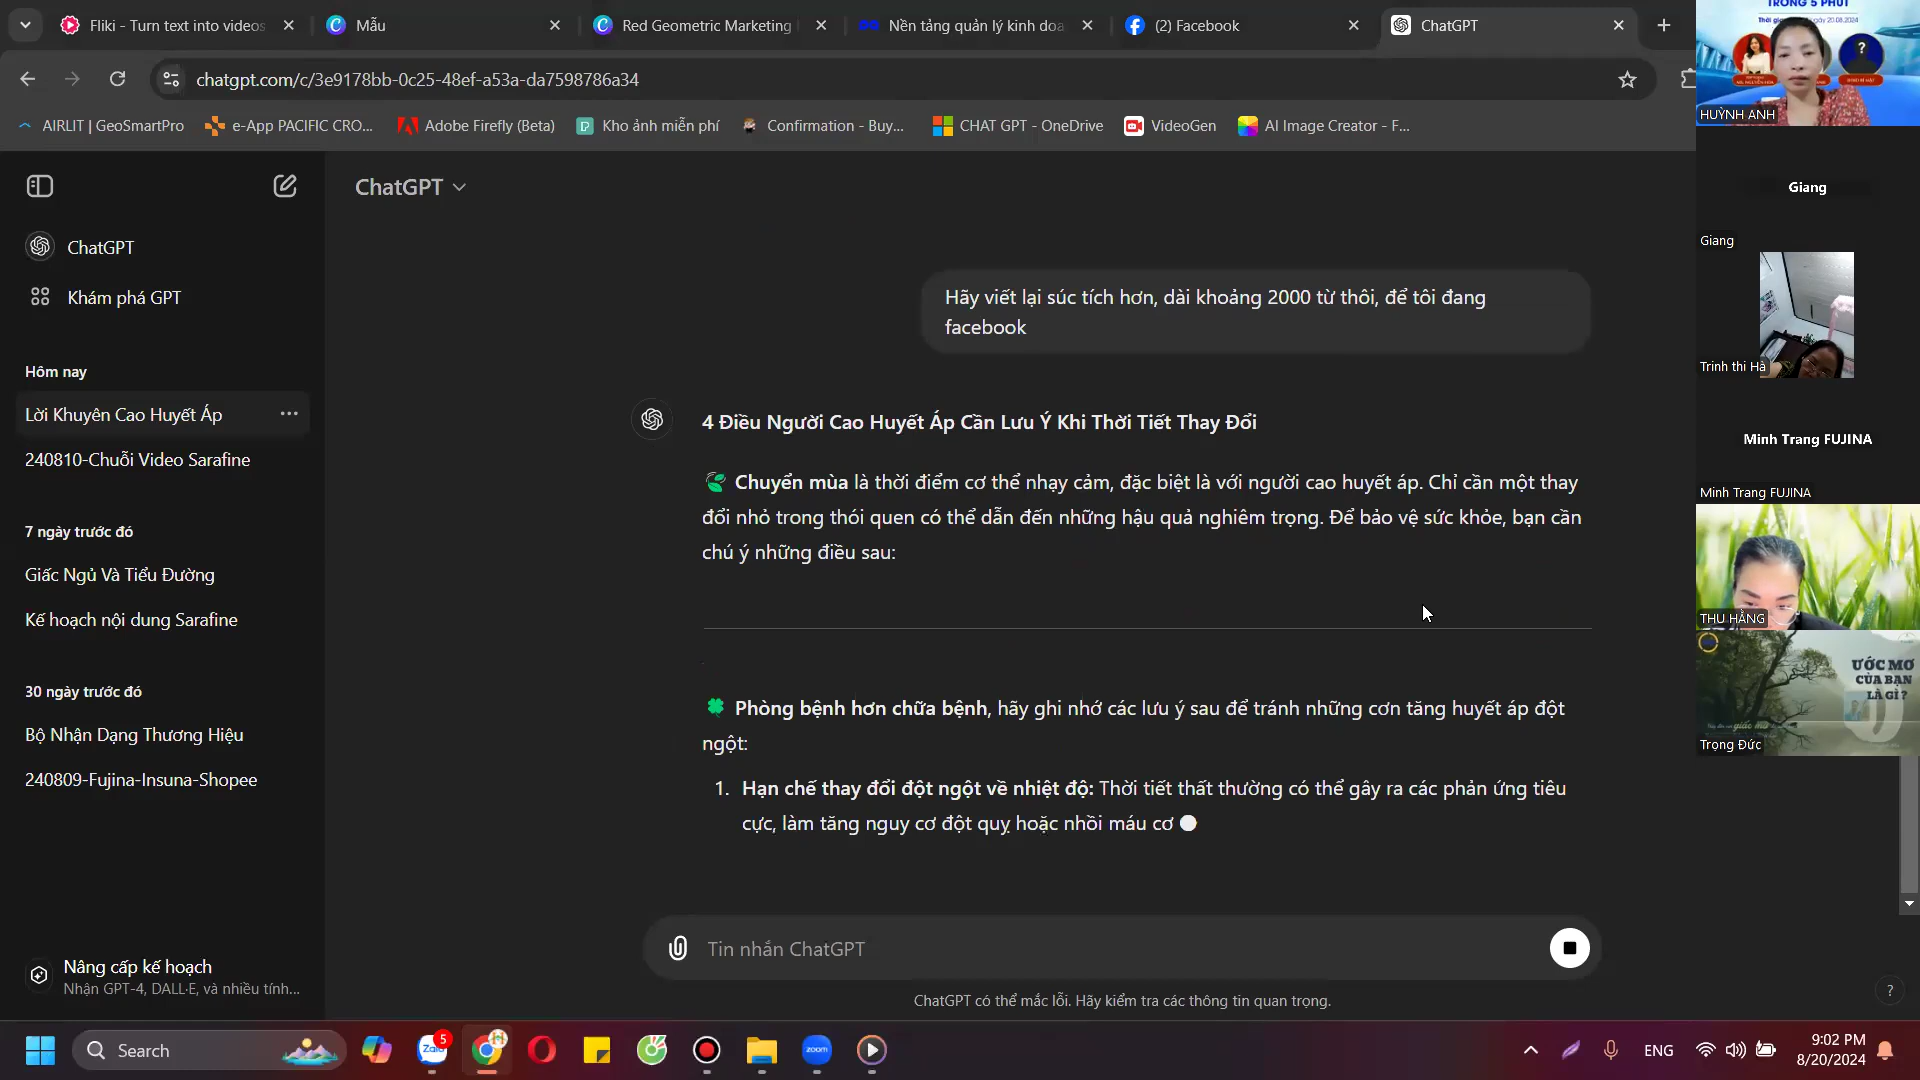 Fliki - Turn text into videos
Mẫu
Red Geometric Marketing
Nền tảng quản lý kinh doa
(2) Facebook
ChatGPT
chatgpt.com/c/3e9178bb-0c25-48ef-a53a-da7598786a34
AIRLIT | GeoSmartPro
e-App PACIFIC CRO...
Adobe Firefly (Beta)
Kho ảnh miễn phí
Confirmation - Buy...
CHAT GPT - OneDrive
VideoGen
AI Image Creator - F...
ChatGPT
ChatGPT
Khám phá GPT
Hôm nay
Lời Khuyên Cao Huyết Áp
240810-Chuỗi Video Sarafine
7 ngày trước đó
Giấc Ngủ Và Tiểu Đường
Kế hoạch nội dung Sarafine
30 ngày trước đó
Bộ Nhận Dạng Thương Hiệu
240809-Fujina-Insuna-Shopee
Nâng cấp kế hoạch
Nhận GPT-4, DALL·E, và nhiều tính...
Hãy viết lại súc tích hơn, dài khoảng 2000 từ thôi, để tôi đang
facebook
4 Điều Người Cao Huyết Áp Cần Lưu Ý Khi Thời Tiết Thay Đổi
Chuyển mùa là thời điểm cơ thể nhạy cảm, đặc biệt là với người cao huyết áp. Chỉ cần một thay
đổi nhỏ trong thói quen có thể dẫn đến những hậu quả nghiêm trọng. Để bảo vệ sức khỏe, bạn cần
chú ý những điều sau:
Phòng bệnh hơn chữa bệnh, hãy ghi nhớ các lưu ý sau để tránh những cơn tăng huyết áp đột
ngột:
1. Hạn chế thay đổi đột ngột về nhiệt độ: Thời tiết thất thường có thể gây ra các phản ứng tiêu
cực, làm tăng nguy cơ đột quỵ hoặc nhồi máu cơ
Tin nhắn ChatGPT
ChatGPT có thể mắc lỗi. Hãy kiểm tra các thông tin quan trọng.
?
TRONG 5 PHÚT
20.08.2024
?
HUỲNH ANH
Giang
Giang
Trinh thi Hà
Minh Trang FUJINA
Minh Trang FUJINA
THU HẰNG
ƯỚC MƠ
CỦA BẠN
LÀ GÌ ?
Trọng Đức
Search
Zalo
5
zoom
ENG
9:02 PM
8/20/2024